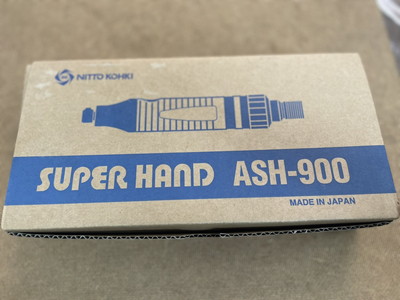 NITTO KOHKI
SUPER HAND ASH-900
MADE IN JAPAN